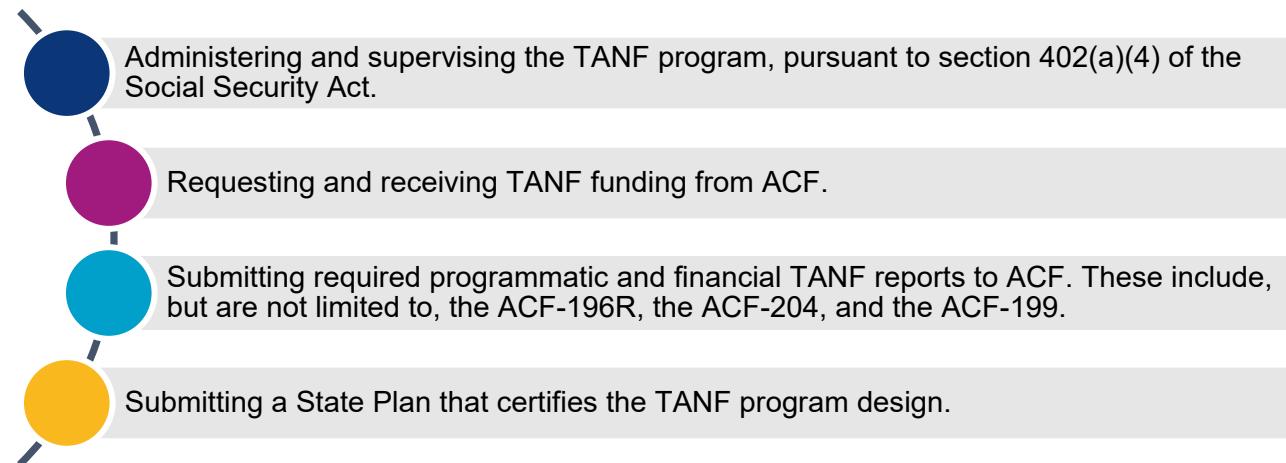 Administering and supervising the TANF program, pursuant to section 402(a)(4) of the
Social Security Act.
Requesting and receiving TANF funding from ACF.
Submitting required programmatic and financial TANF reports to ACF. These include,
but are not limited to, the ACF-196R, the ACF-204, and the ACF-199.
Submitting a State Plan that certifies the TANF program design.